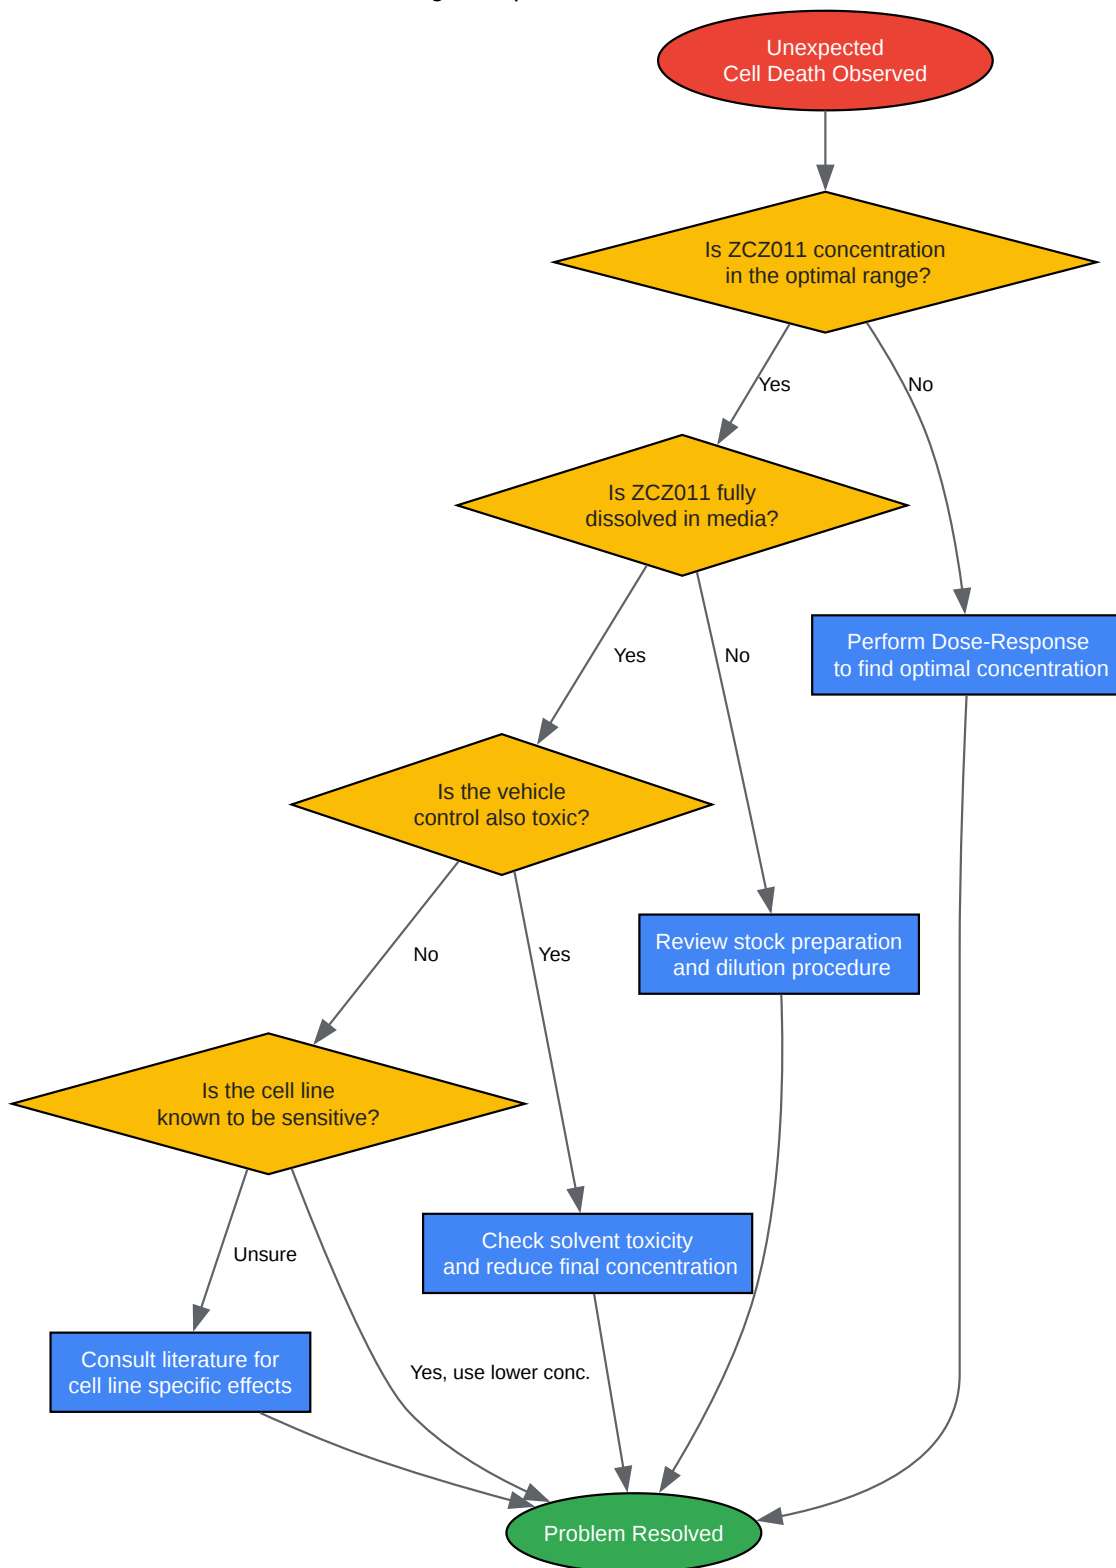 Unexpected
Cell Death Observed
Is ZCZ011 concentration
in the optimal range?
Yes
No
Is ZCZ011 fully
dissolved in media?
Yes
No
Perform Dose-Response
to find optimal concentration
Is the vehicle
control also toxic?
No
Yes
Review stock preparation
and dilution procedure
Is the cell line
known to be sensitive?
Unsure
Check solvent toxicity
and reduce final concentration
Yes, use lower conc.
Consult literature for
cell line specific effects
Problem Resolved